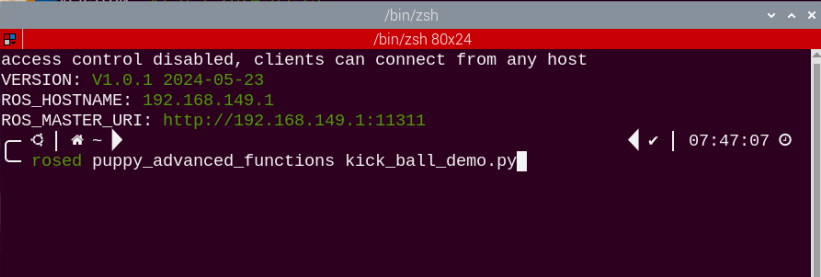 /bin/zsh
/bin/zsh 80x24
access control disabled, clients can connect from any host
VERSION: V1.0.1 2024-05-23
ROS_HOSTNAME: 192.168.149.1
ROS_MASTER_URI: http://192.168.149.1:11311
~ ✔ | 07:47:07
rosed puppy_advanced_functions kick_ball_demo.py